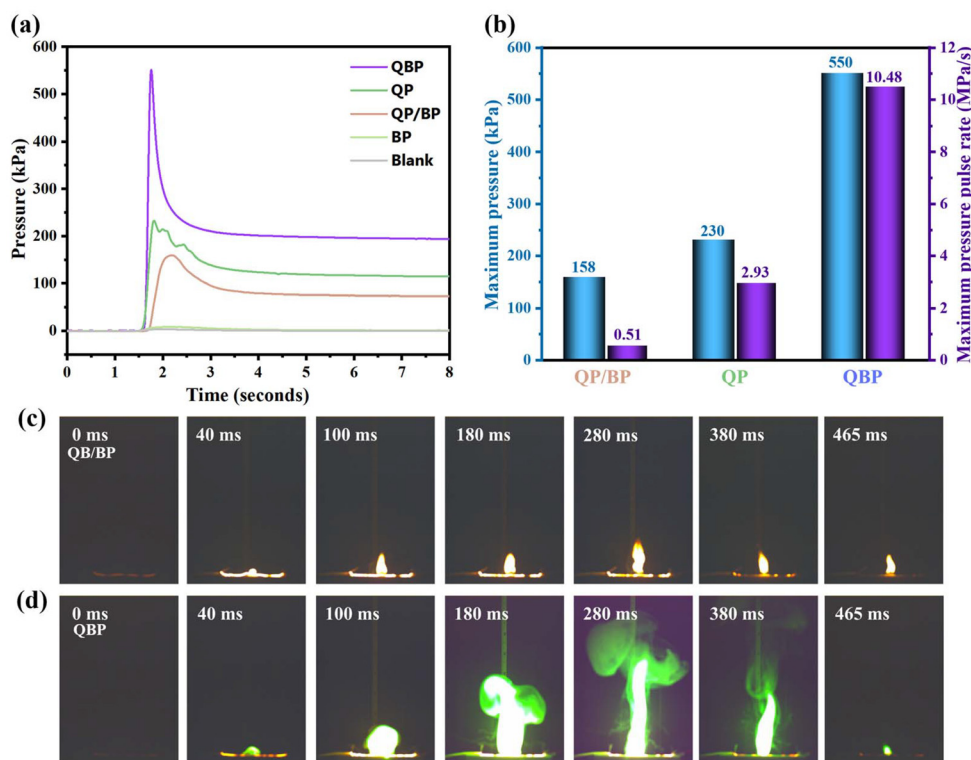 (a)
600
500
400
300
200
100
0
Pressure (kPa)
0 1 2 3 4 5 6 7 8
Time (seconds)
QBP
QP
QP/BP
BP
Blank
(b)
600
500
400
300
200
100
0
Maximum pressure (kPa)
158
0.51
230
2.93
550
10.48
QP/BP QP QBP
12
10
8
6
4
2
0
Maximum pressure pulse rate (MPa/s)
(c)
0 ms 40 ms 100 ms 180 ms 280 ms 380 ms 465 ms
QB/BP
(d)
0 ms 40 ms 100 ms 180 ms 280 ms 380 ms 465 ms
QBP